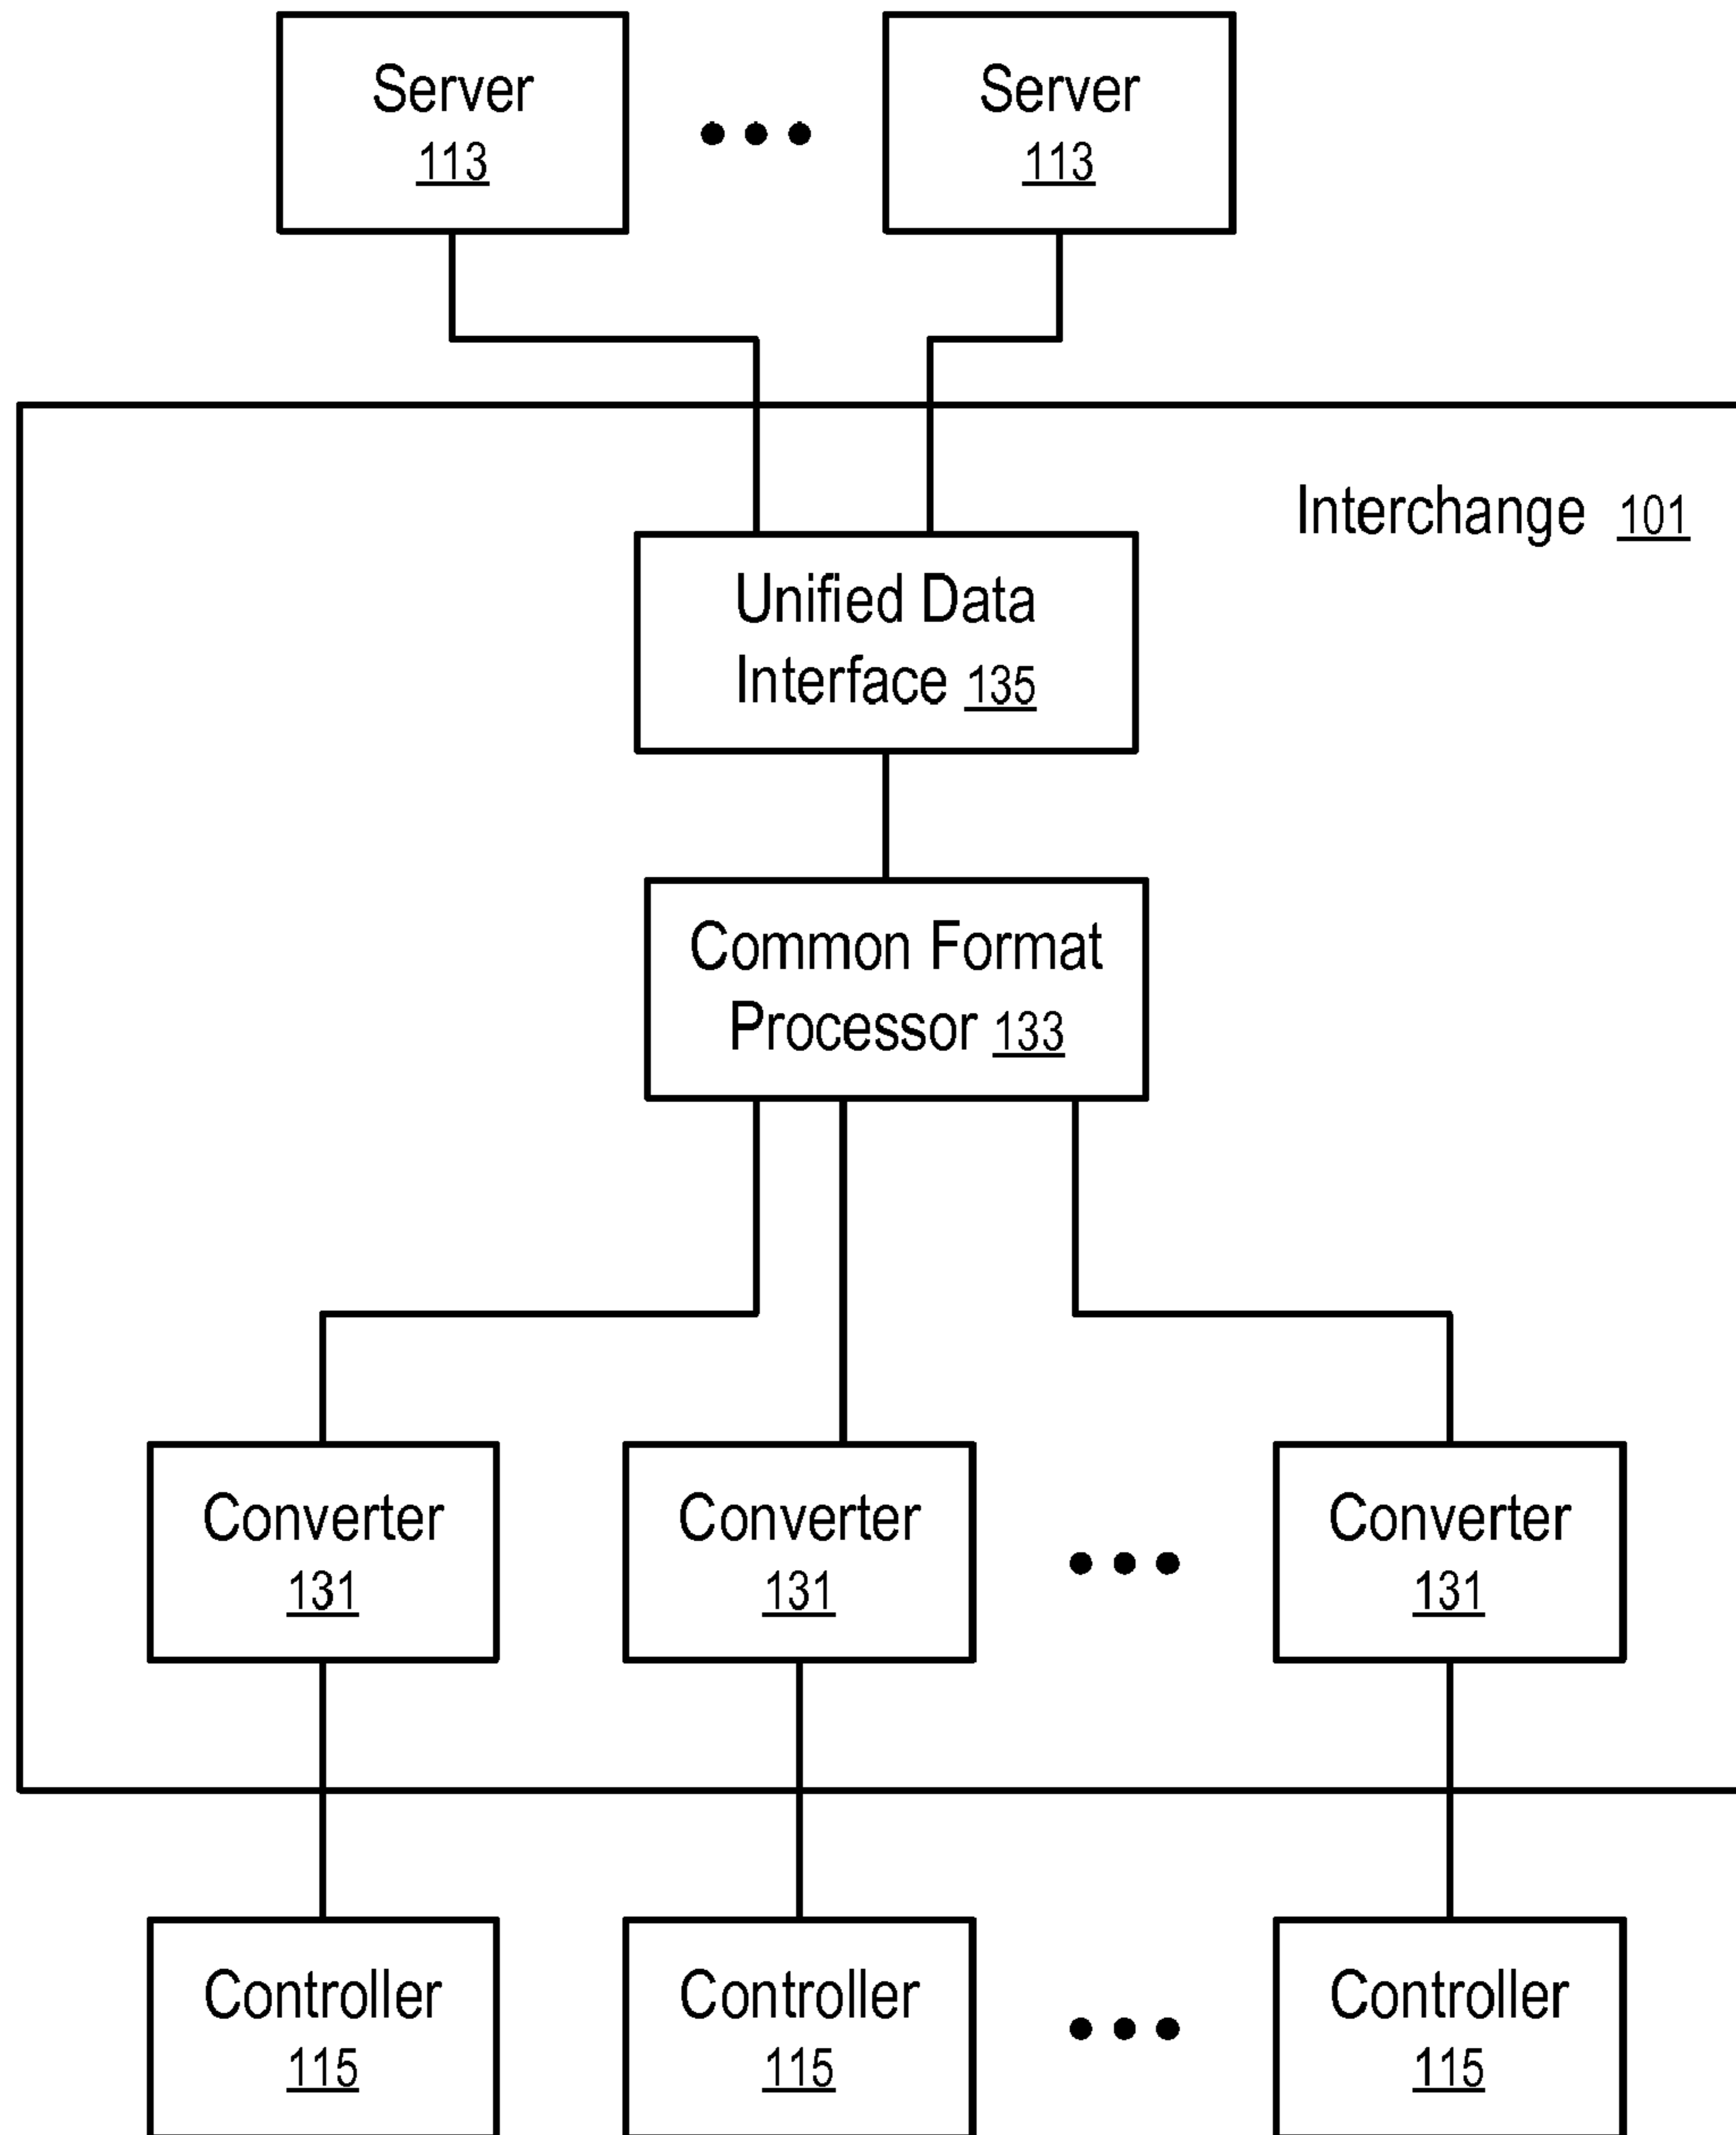 Server
113
Server
113
Interchange 101
Unified Data
Interface 135
Common Format
Processor 133
Converter
131
Converter
131
Converter
131
Controller
115
Controller
115
Controller
115